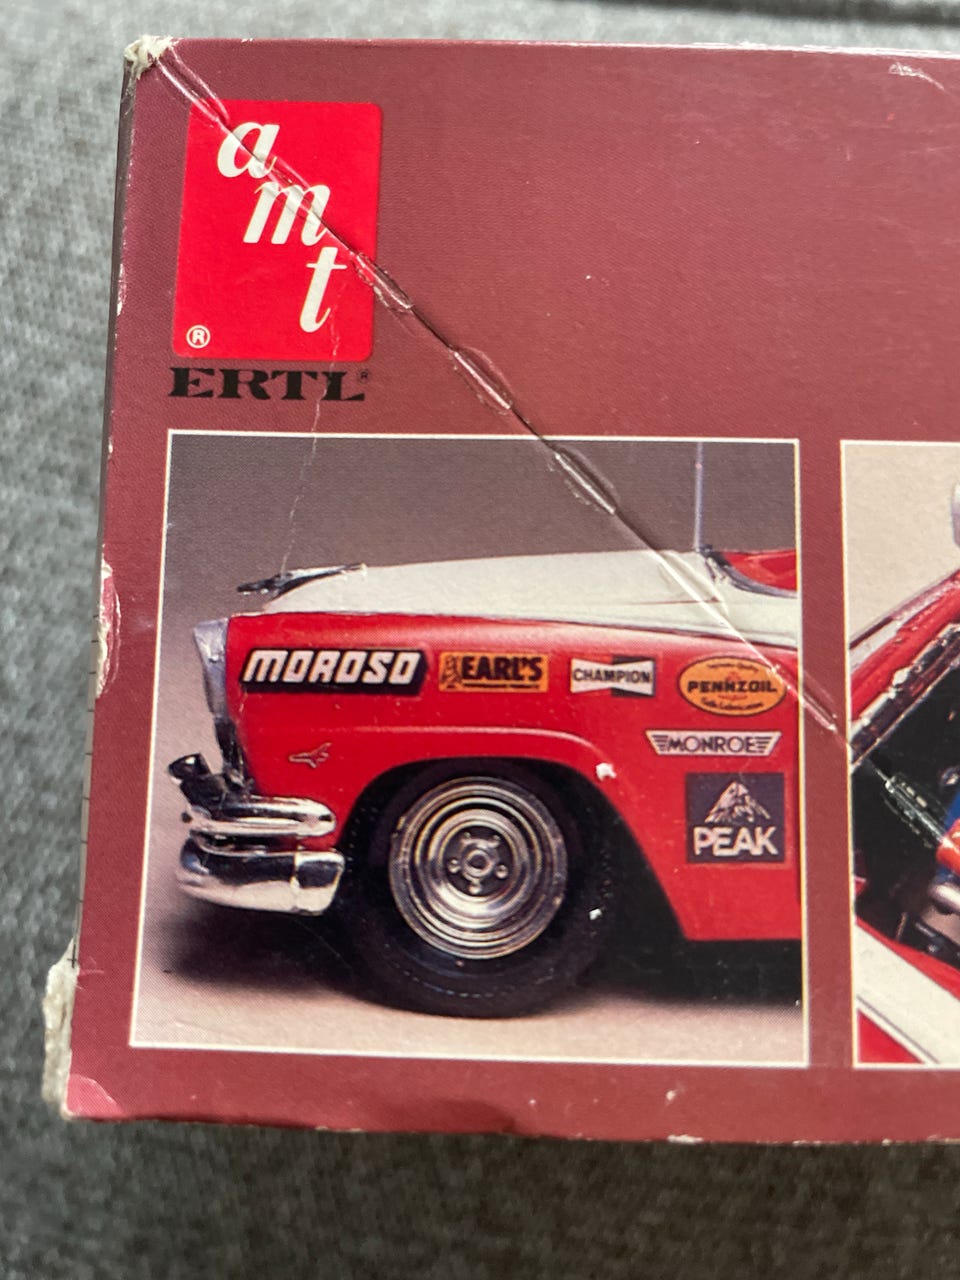 amt
®
ERTL®
MOROSO
EARL'S
CHAMPION
PENNZOIL
MONROE
PEAK